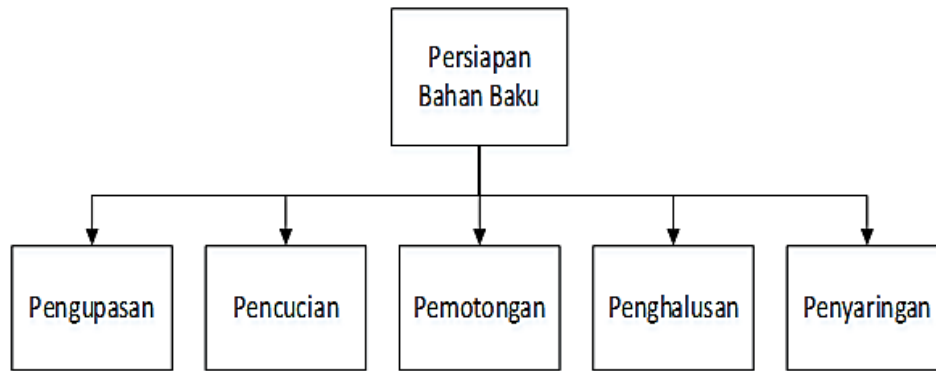 Persiapan
Bahan Baku
Pengupasan
Pencucian
Pemotongan
Penghalusan
Penyaringan